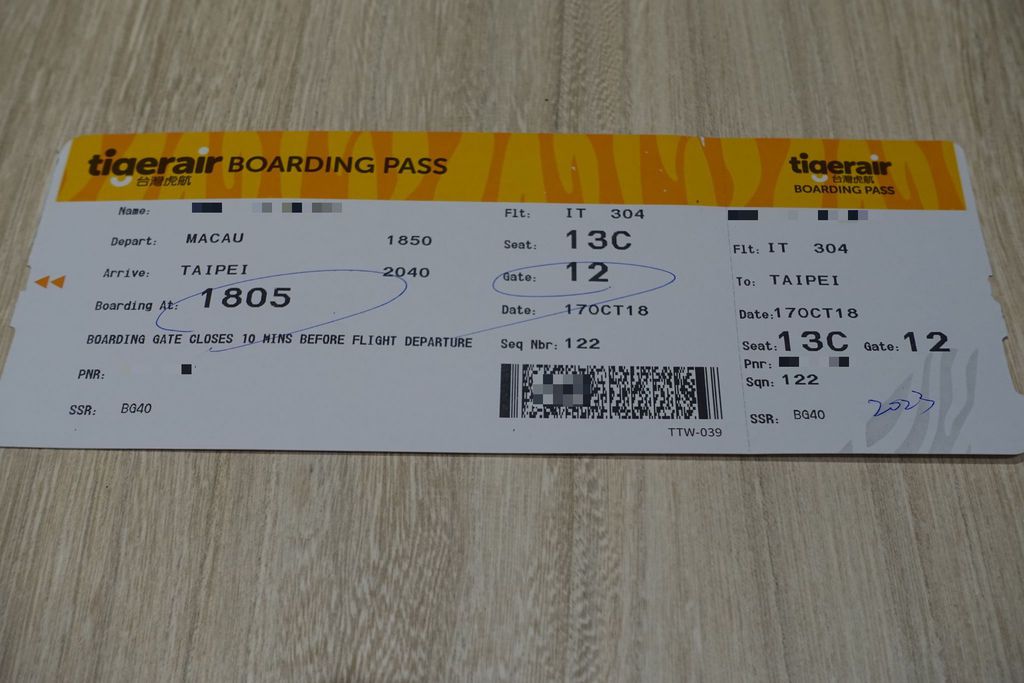 tigerair BOARDING PASS
台灣虎航
Name:
Depart: MACAU 1850
Arrive: TAIPEI 2040
Boarding At: 1805
BOARDING GATE CLOSES 10 MINS BEFORE FLIGHT DEPARTURE
PNR:
SSR: BG40
Flt: IT 304
Seat: 13C
Gate: 12
Date: 17OCT18
Seq Nbr: 122
TTW-039
tigerair
台灣虎航
BOARDING PASS
Flt: IT 304
To: TAIPEI
Date:17OCT18
Seat: 13C Gate: 12
Pnr:
Sqn: 122
SSR: BG40
2023